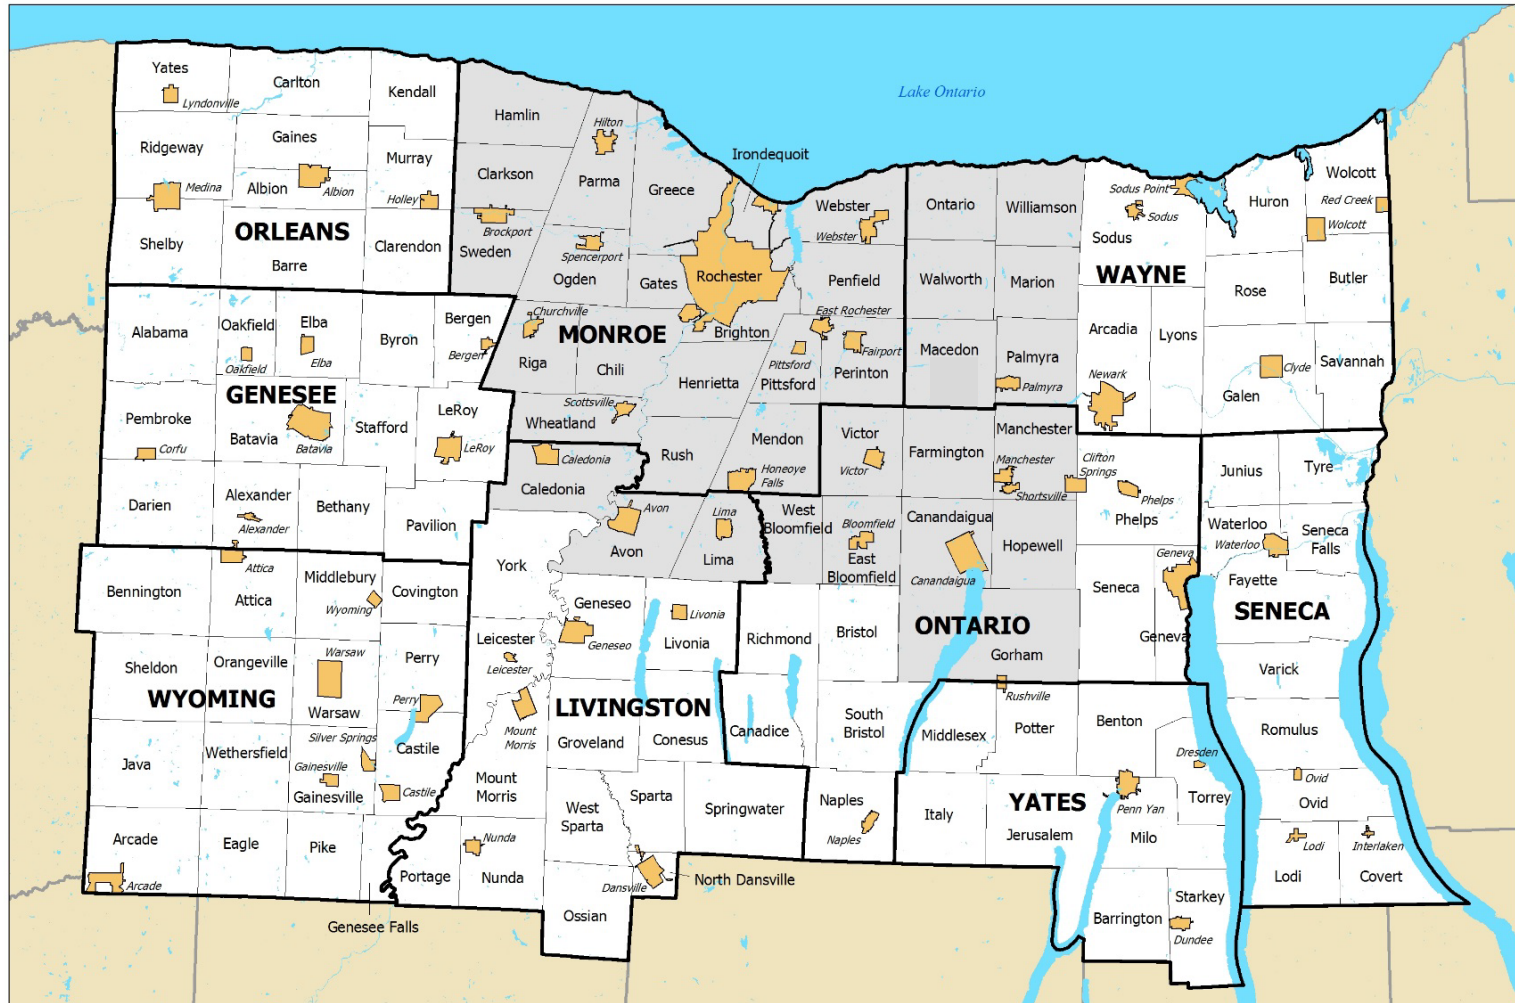 Lake Ontario
Yates
Lyndonville
Carlton
Kendall
Ridgeway
Gaines
Murray
Medina
Albion
Albion
Holley
Shelby
ORLEANS
Barre
Clarendon
Hamlin
Hilton
Irondequoit
Clarkson
Parma
Greece
Brockport
Sweden
Spencerport
Ogden
Gates
Rochester
Webster
Webster
Penfield
East Rochester
Churchville
MONROE
Brighton
Fairport
Riga
Chili
Henrietta
Pittsford
Pittsford
Perinton
Scottsville
Wheatland
Rush
Mendon
Honeoye
Falls
Ontario
Williamson
Sodus Point
Sodus
Sodus
Huron
Wolcott
Red Creek
Wolcott
Walworth
Marion
WAYNE
Rose
Butler
Macedon
Palmyra
Palmyra
Arcadia
Lyons
Newark
Clyde
Galen
Savannah
Alabama
Oakfield
Oakfield
Elba
Elba
Byron
Bergen
Bergen
GENESEE
Pembroke
Corfu
Batavia
Batavia
Stafford
LeRoy
LeRoy
Darien
Alexander
Alexander
Bethany
Pavilion
Caledonia
Caledonia
Avon
Avon
Lima
Lima
York
Victor
Victor
Farmington
Manchester
Manchester
Shortsville
Clifton
Springs
Phelps
Phelps
West
Bloomfield
Bloomfield
East
Bloomfield
Canandaigua
Canandaigua
Hopewell
Seneca
Geneva
Geneva
Richmond
Bristol
ONTARIO
Gorham
Rushville
Canadice
South
Bristol
Naples
Naples
Junius
Tyre
Waterloo
Waterloo
Seneca
Falls
Fayette
SENECA
Varick
Romulus
Ovid
Ovid
Lodi
Interlaken
Lodi
Covert
Bennington
Attica
Attica
Middlebury
Wyoming
Covington
Sheldon
Orangeville
Warsaw
Warsaw
Perry
Perry
WYOMING
Java
Wethersfield
Silver Springs
Gainesville
Gainesville
Castile
Castile
Arcade
Arcade
Eagle
Pike
Genesee Falls
Geneseo
Geneseo
Livonia
Livonia
Leicester
Leicester
LIVINGSTON
Mount
Morris
Groveland
Conesus
Mount
Morris
West
Sparta
Sparta
Springwater
Portage
Nunda
Nunda
Dansville
North Dansville
Ossian
Middlesex
Potter
Benton
Dresden
Torrey
Italy
YATES
Jerusalem
Penn Yan
Milo
Barrington
Starkey
Dundee